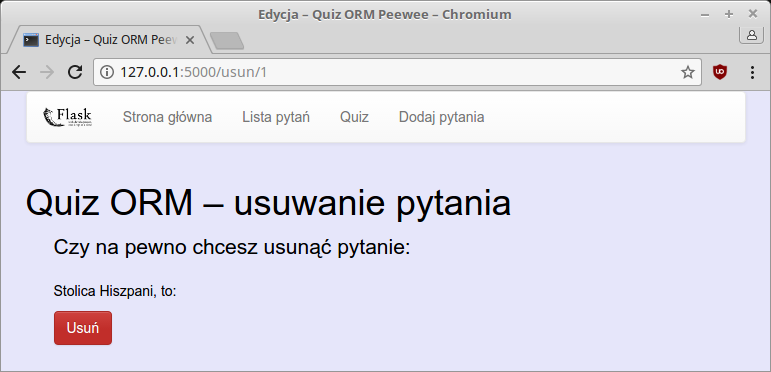 Edycja – Quiz ORM Peewee – Chromium
Edycja – Quiz ORM Peew
127.0.0.1:5000/usun/1
Flask
Strona główna
Lista pytań
Quiz
Dodaj pytania
Quiz ORM – usuwanie pytania
Czy na pewno chcesz usunąć pytanie:
Stolica Hiszpani, to:
Usuń